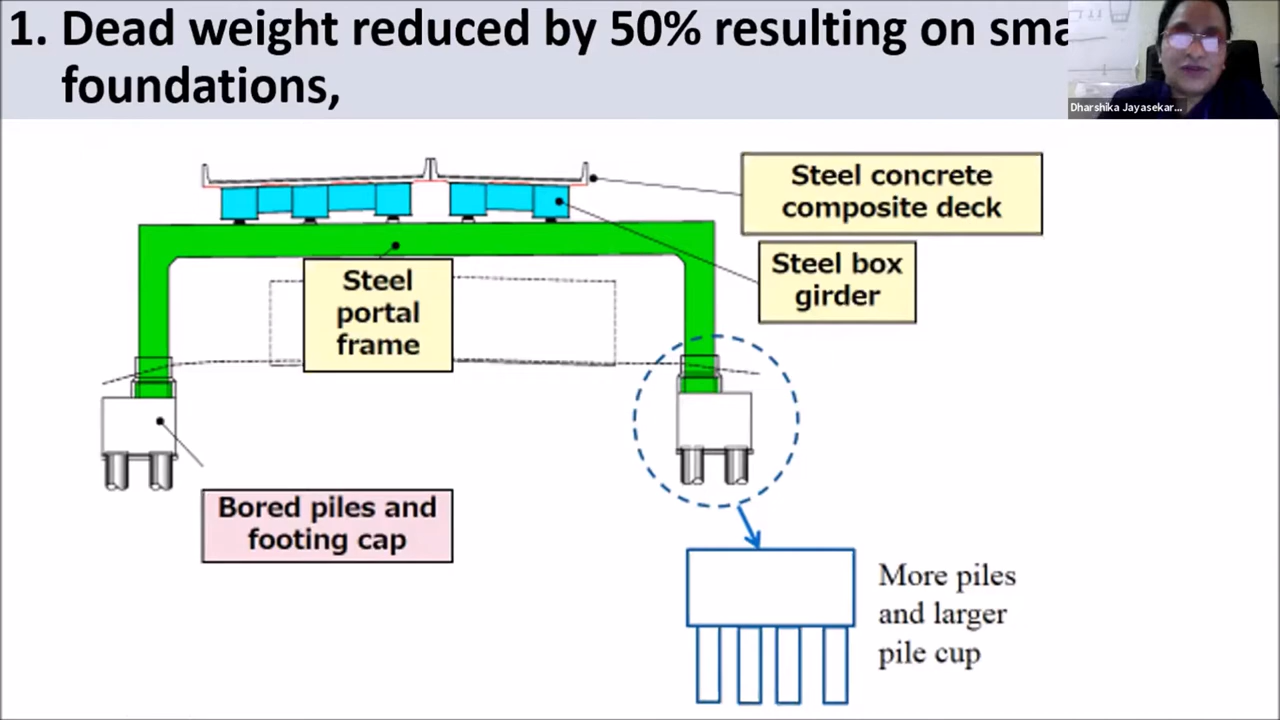 1. Dead weight reduced by 50% resulting on sma
foundations,
Dharshika Jayasekar...
Steel concrete
composite deck
Steel box
girder
Steel
portal
frame
Bored piles and
footing cap
More piles
and larger
pile cup